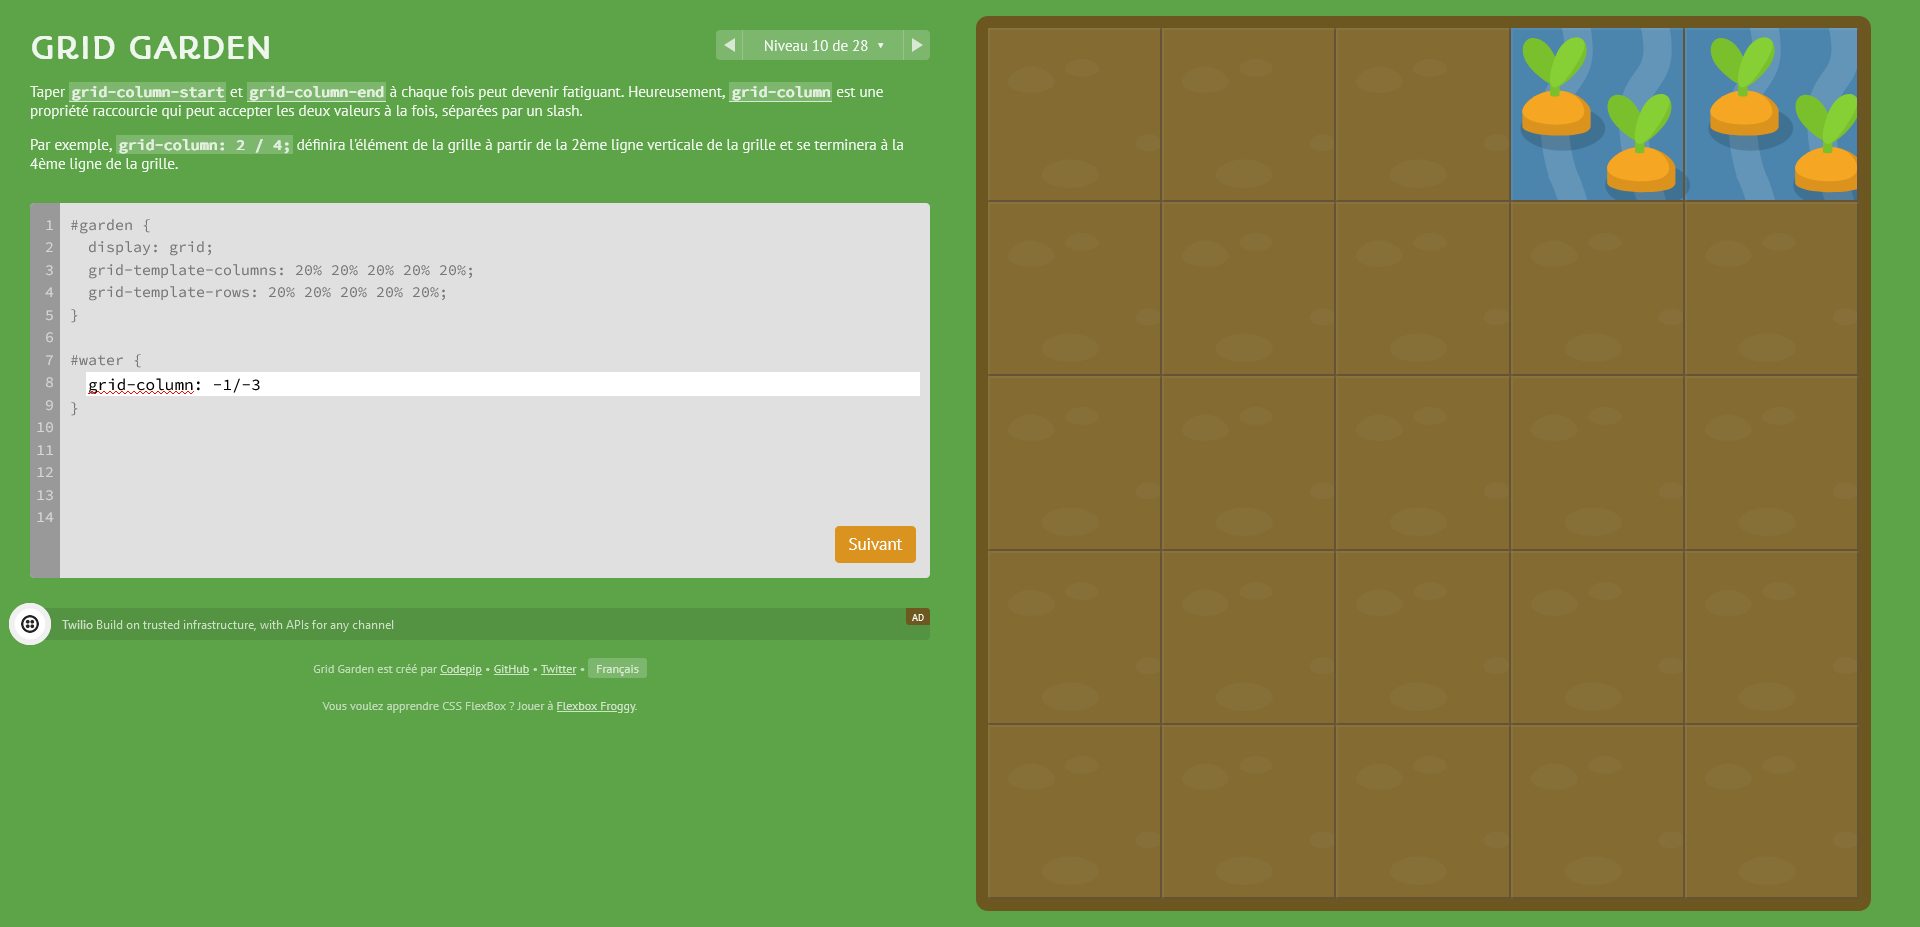 GRID GARDEN
Niveau 10 de 28 ▾
Taper grid-column-start et grid-column-end à chaque fois peut devenir fatiguant. Heureusement, grid-column est une
propriété raccourcie qui peut accepter les deux valeurs à la fois, séparées par un slash.
Par exemple, grid-column: 2 / 4; définira l'élément de la grille à partir de la 2ème ligne verticale de la grille et se terminera à la
4ème ligne de la grille.
1 #garden {
2 display: grid;
3 grid-template-columns: 20% 20% 20% 20% 20%;
4 grid-template-rows: 20% 20% 20% 20% 20%;
5 }
6
7 #water {
8 grid-column: -1/-3
9 }
10
11
12
13
14
Suivant
Twilio Build on trusted infrastructure, with APIs for any channel
AD
Grid Garden est créé par Codepip • GitHub • Twitter • Français
Vous voulez apprendre CSS FlexBox ? Jouer à Flexbox Froggy.